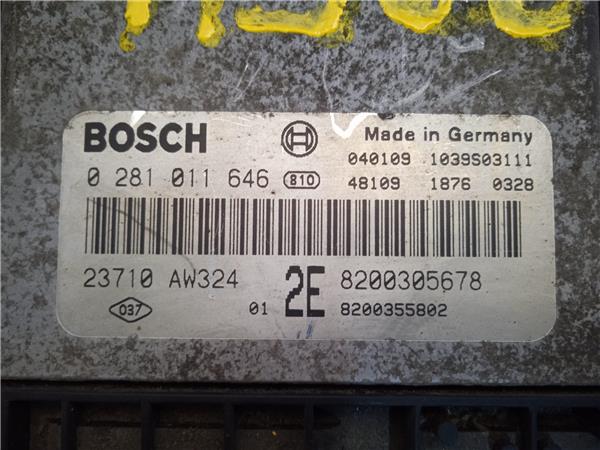 BOSCH
Made in Germany
040109 1039S03111
0 281 011 646 810 48109 1876 0328
23710 AW324 2E 8200305678
037 01 8200355802